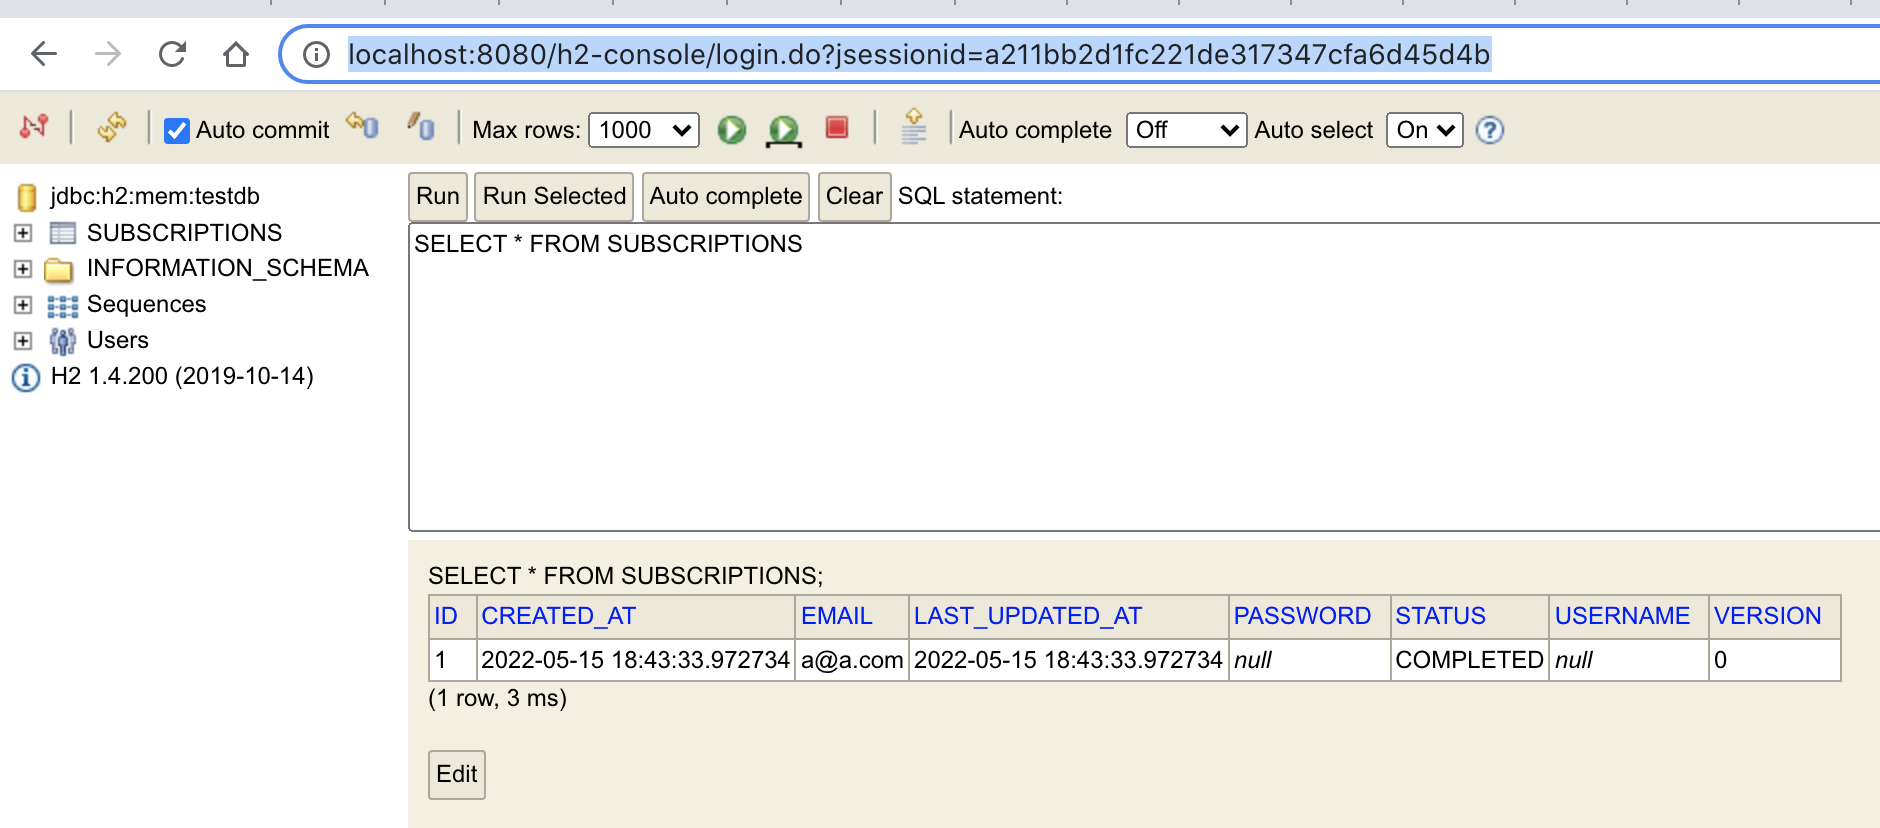 localhost:8080/h2-console/login.do?jsessionid=a211bb2d1fc221de317347cfa6d45d4b
Auto commit Max rows: 1000 Auto complete Off Auto select On
jdbc:h2:mem:testdb
SUBSCRIPTIONS
INFORMATION_SCHEMA
Sequences
Users
H2 1.4.200 (2019-10-14)
Run Run Selected Auto complete Clear SQL statement:
SELECT * FROM SUBSCRIPTIONS
SELECT * FROM SUBSCRIPTIONS;
ID CREATED_AT EMAIL LAST_UPDATED_AT PASSWORD STATUS USERNAME VERSION
1 2022-05-15 18:43:33.972734 a@a.com 2022-05-15 18:43:33.972734 null COMPLETED null 0
(1 row, 3 ms)
Edit